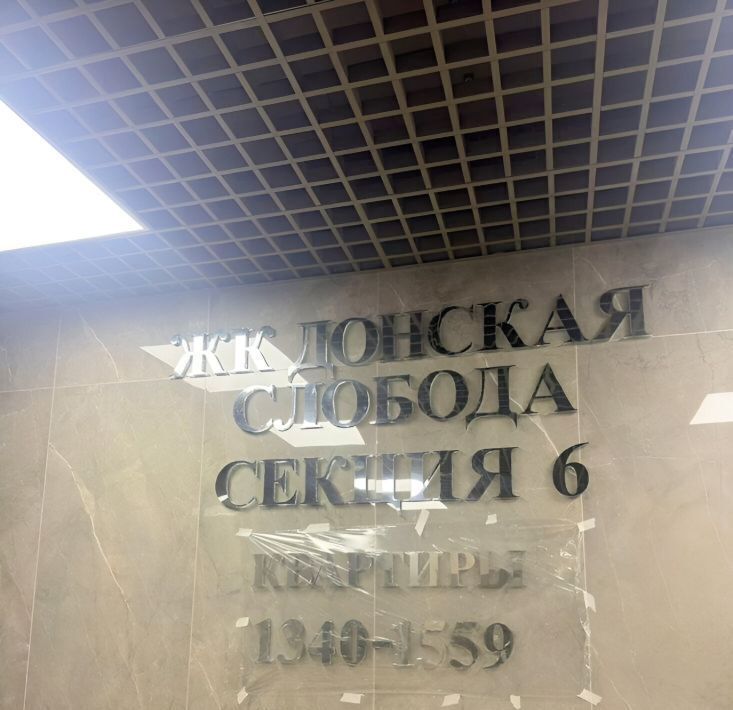 ЖК ДОНСКАЯ
СЛОБОДА
СЕКЦИЯ 6
КВАРТИРЫ
1340-1559